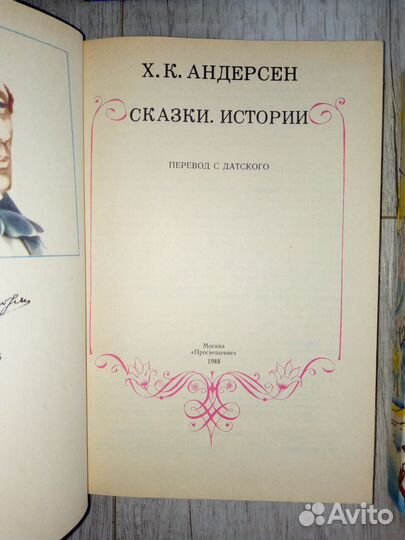 Х. К. АНДЕРСЕН
СКАЗКИ. ИСТОРИИ
ПЕРЕВОД С ДАТСКОГО
Москва
«Просвещение»
1988
Avito